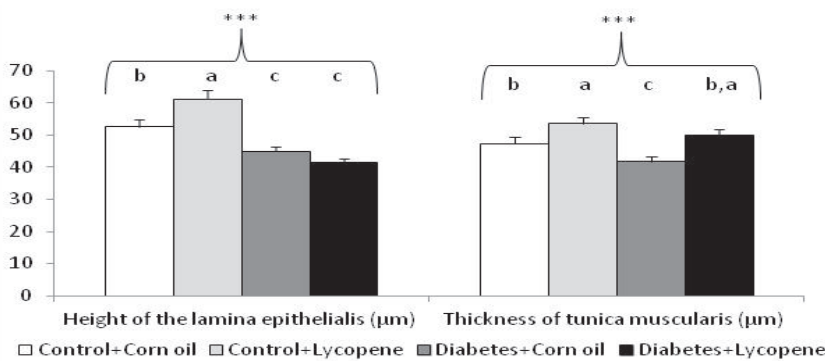 *** ***
70 b a c c b a c b,a
60
50
40
30
20
10
0
Height of the lamina epithelialis (µm) Thickness of tunica muscularis (µm)
Control+Corn oil Control+Lycopene Diabetes+Corn oil Diabetes+Lycopene